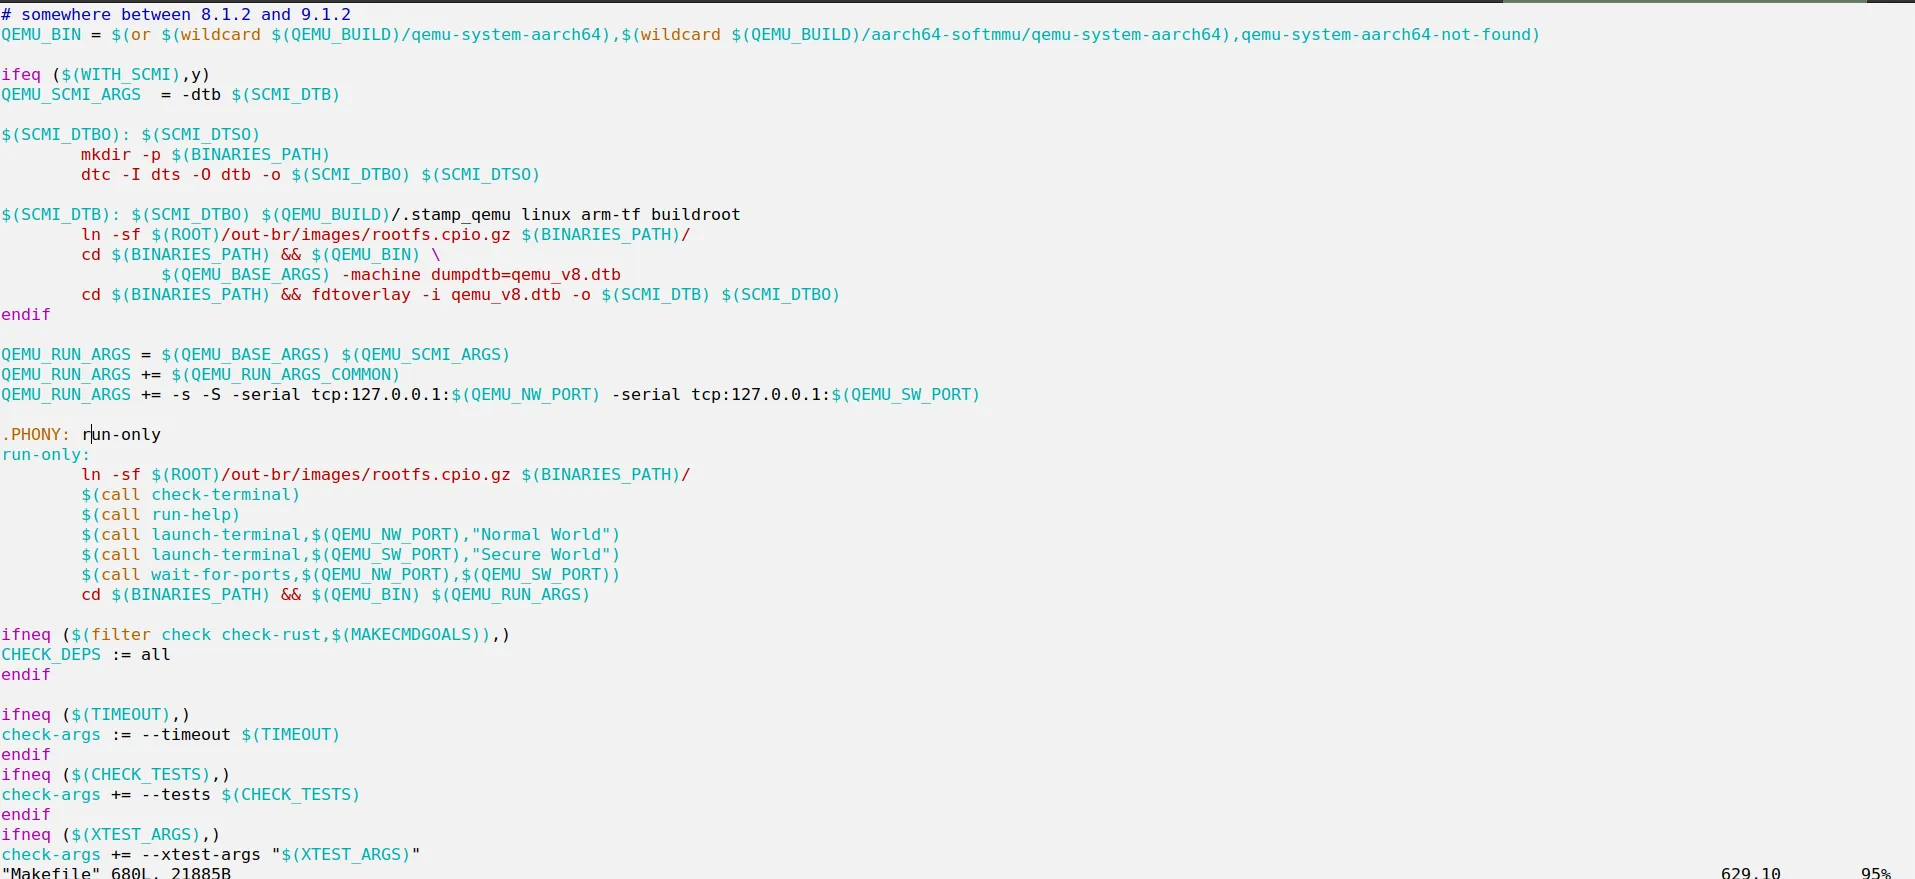 # somewhere between 8.1.2 and 9.1.2
QEMU_BIN = $(or $(wildcard $(QEMU_BUILD)/qemu-system-aarch64),$(wildcard $(QEMU_BUILD)/aarch64-softmmu/qemu-system-aarch64),qemu-system-aarch64-not-found)

ifeq ($(WITH_SCMI),y)
QEMU_SCMI_ARGS  = -dtb $(SCMI_DTB)

$(SCMI_DTBO): $(SCMI_DTSO)
        mkdir -p $(BINARIES_PATH)
        dtc -I dts -O dtb -o $(SCMI_DTBO) $(SCMI_DTSO)

$(SCMI_DTB): $(SCMI_DTBO) $(QEMU_BUILD)/.stamp_qemu linux arm-tf buildroot
        ln -sf $(ROOT)/out-br/images/rootfs.cpio.gz $(BINARIES_PATH)/
        cd $(BINARIES_PATH) && $(QEMU_BIN) \
                $(QEMU_BASE_ARGS) -machine dumpdtb=qemu_v8.dtb
        cd $(BINARIES_PATH) && fdtoverlay -i qemu_v8.dtb -o $(SCMI_DTB) $(SCMI_DTBO)
endif

QEMU_RUN_ARGS = $(QEMU_BASE_ARGS) $(QEMU_SCMI_ARGS)
QEMU_RUN_ARGS += $(QEMU_RUN_ARGS_COMMON)
QEMU_RUN_ARGS += -s -S -serial tcp:127.0.0.1:$(QEMU_NW_PORT) -serial tcp:127.0.0.1:$(QEMU_SW_PORT)

.PHONY: run-only
run-only:
        ln -sf $(ROOT)/out-br/images/rootfs.cpio.gz $(BINARIES_PATH)/
        $(call check-terminal)
        $(call run-help)
        $(call launch-terminal,$(QEMU_NW_PORT),"Normal World")
        $(call launch-terminal,$(QEMU_SW_PORT),"Secure World")
        $(call wait-for-ports,$(QEMU_NW_PORT),$(QEMU_SW_PORT))
        cd $(BINARIES_PATH) && $(QEMU_BIN) $(QEMU_RUN_ARGS)

ifneq ($(filter check check-rust,$(MAKECMDGOALS)),)
CHECK_DEPS := all
endif

ifneq ($(TIMEOUT),)
check-args := --timeout $(TIMEOUT)
endif
ifneq ($(CHECK_TESTS),)
check-args += --tests $(CHECK_TESTS)
endif
ifneq ($(XTEST_ARGS),)
check-args += --xtest-args "$(XTEST_ARGS)"
"Makefile" 680L, 21885B 629,10 95%